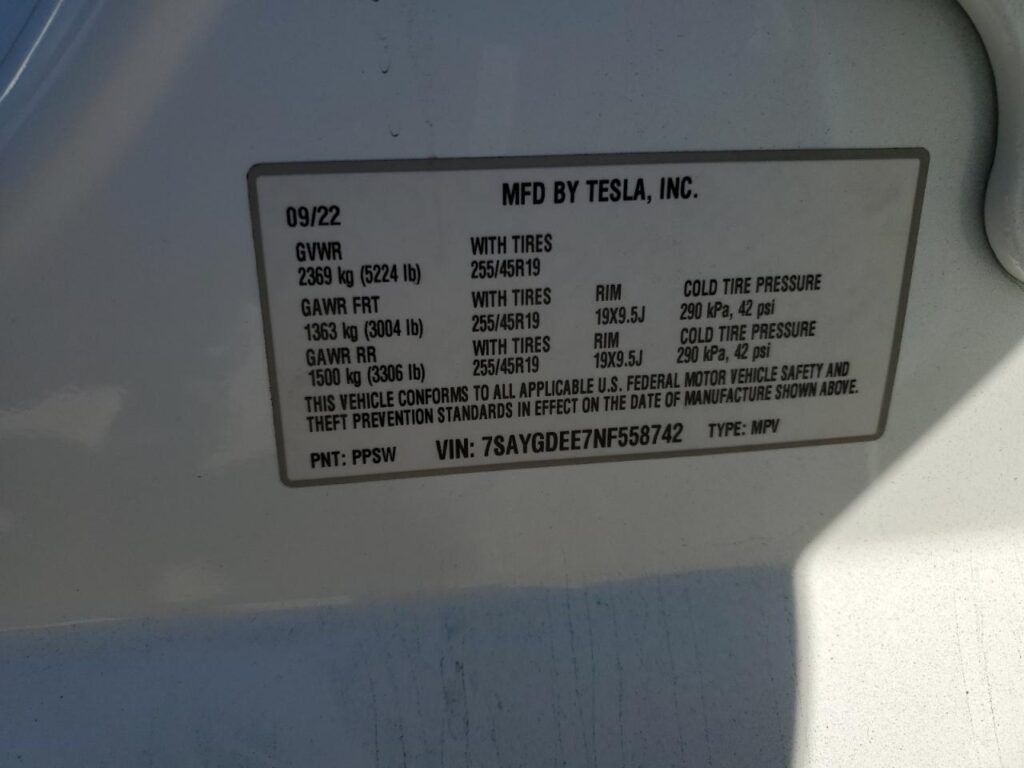 MFD BY TESLA, INC.
09/22
GVWR WITH TIRES
2369 kg (5224 lb) 255/45R19
GAWR FRT WITH TIRES RIM COLD TIRE PRESSURE
1363 kg (3004 lb) 255/45R19 19X9.5J 290 kPa, 42 psi
GAWR RR WITH TIRES RIM COLD TIRE PRESSURE
1500 kg (3306 lb) 255/45R19 19X9.5J 290 kPa, 42 psi
THIS VEHICLE CONFORMS TO ALL APPLICABLE U.S. FEDERAL MOTOR VEHICLE SAFETY AND
THEFT PREVENTION STANDARDS IN EFFECT ON THE DATE OF MANUFACTURE SHOWN ABOVE.
PNT: PPSW VIN: 7SAYGDEE7NF558742 TYPE: MPV